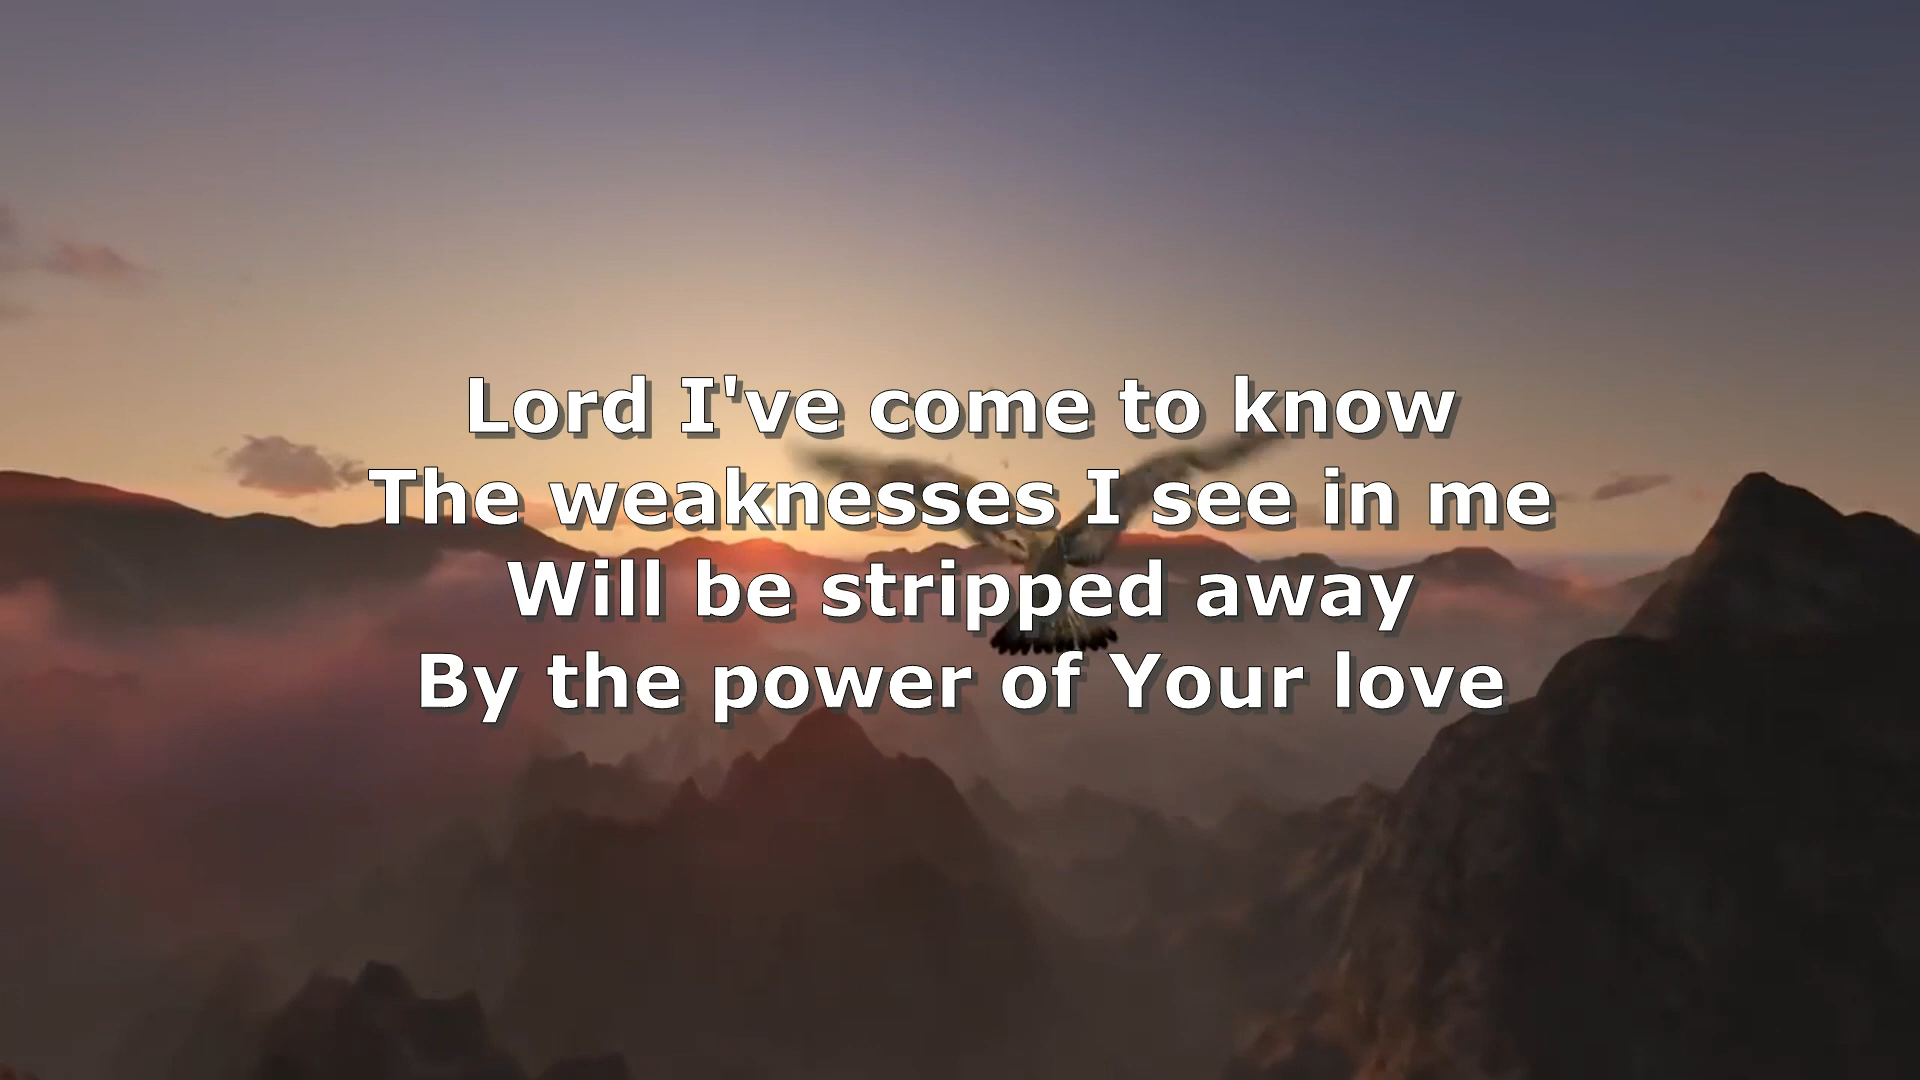 Lord I've come to know
The weaknesses I see in me
Will be stripped away
By the power of Your love